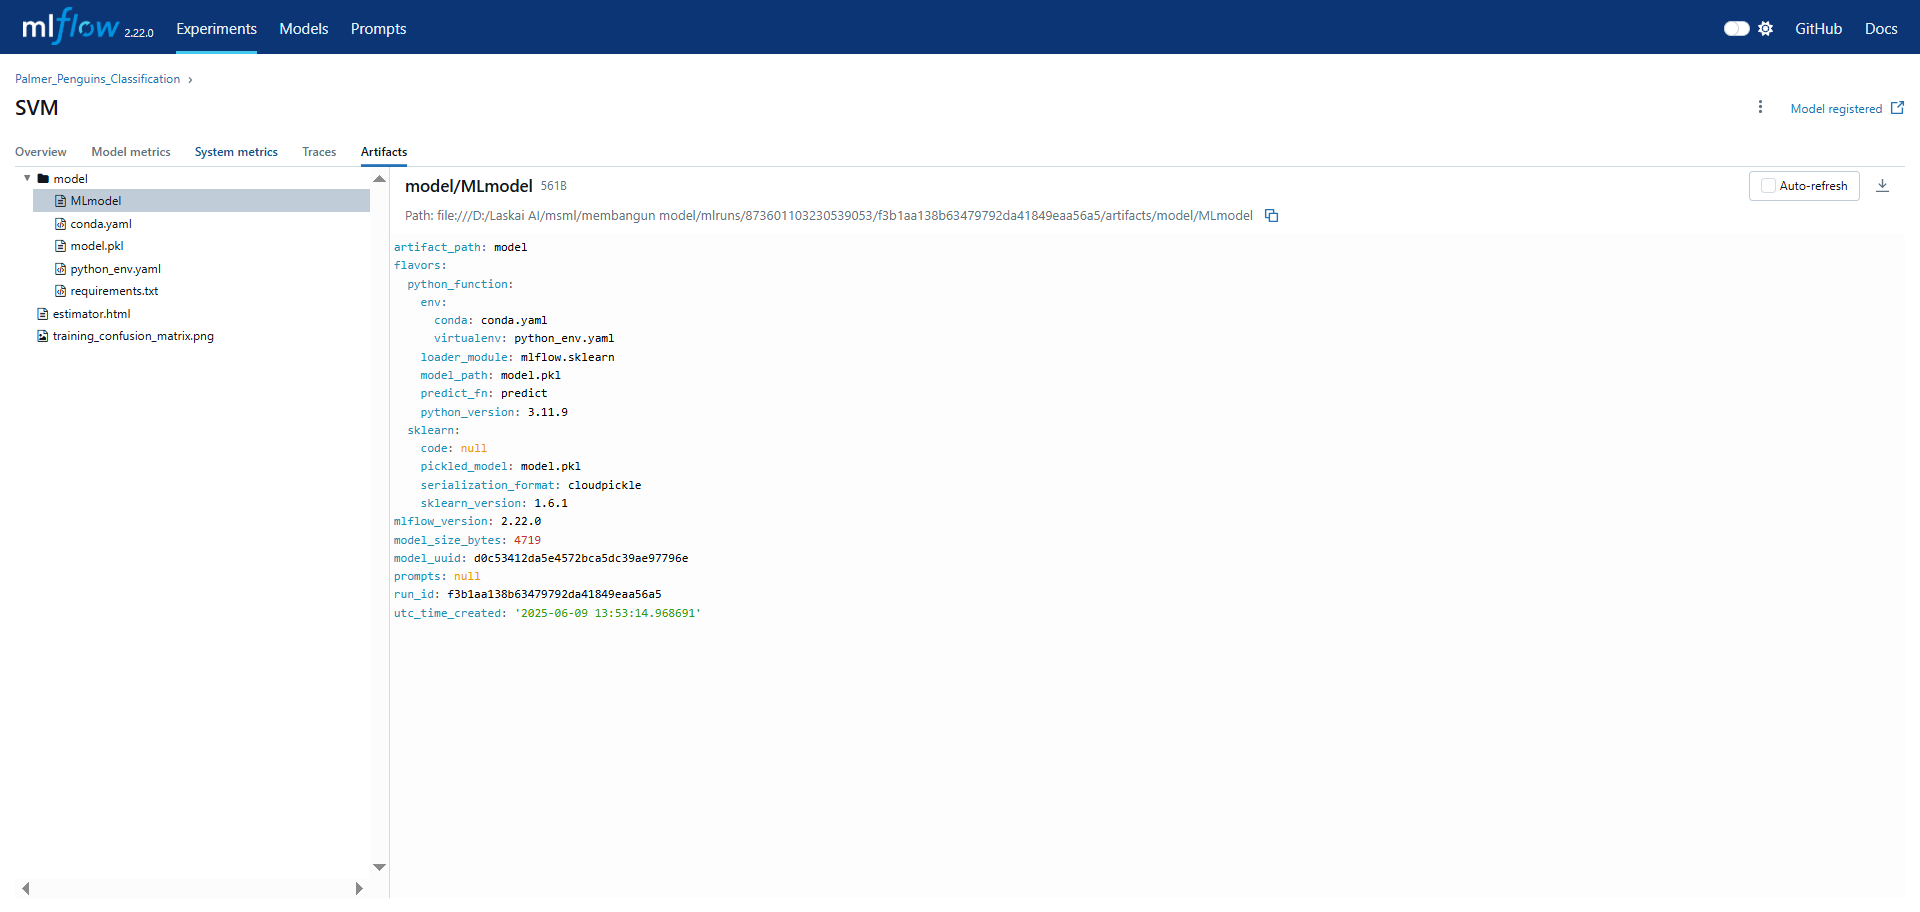 mlflow 2.22.0 Experiments Models Prompts GitHub Docs
Palmer_Penguins_Classification ›
SVM
Model registered
Overview Model metrics System metrics Traces Artifacts
model
MLmodel
conda.yaml
model.pkl
python_env.yaml
requirements.txt
estimator.html
training_confusion_matrix.png
model/MLmodel 561B
Auto-refresh
Path: file:///D:/Laskai AI/msml/membangun model/mlruns/873601103230539053/f3b1aa138b63479792da41849eaa56a5/artifacts/model/MLmodel
artifact_path: model
flavors:
python_function:
env:
conda: conda.yaml
virtualenv: python_env.yaml
loader_module: mlflow.sklearn
model_path: model.pkl
predict_fn: predict
python_version: 3.11.9
sklearn:
code: null
pickled_model: model.pkl
serialization_format: cloudpickle
sklearn_version: 1.6.1
mlflow_version: 2.22.0
model_size_bytes: 4719
model_uuid: d0c53412da5e4572bca5dc39ae97796e
prompts: null
run_id: f3b1aa138b63479792da41849eaa56a5
utc_time_created: '2025-06-09 13:53:14.968691'